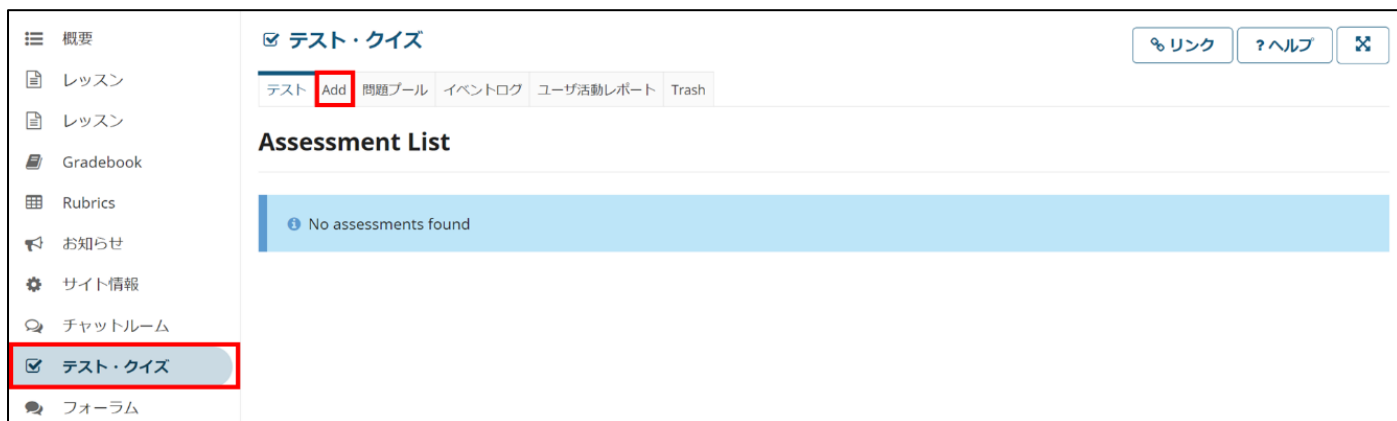 概要
レッスン
レッスン
Gradebook
Rubrics
お知らせ
サイト情報
チャットルーム
テスト・クイズ
フォーラム
テスト・クイズ
リンク ?ヘルプ
テスト Add 問題プール イベントログ ユーザ活動レポート Trash
Assessment List
No assessments found